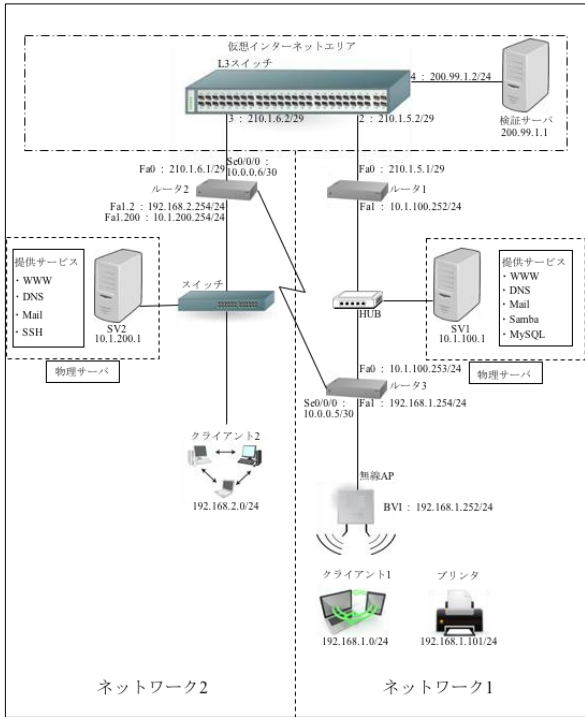 仮想インターネットエリア
L3スイッチ
4 : 200.99.1.2/24
検証サーバ
200.99.1.1
3 : 210.1.6.2/29
2 : 210.1.5.2/29
Se0/0/0 :
10.0.0.6/30
Fa0 : 210.1.6.1/29
ルータ2
Fa1.2 : 192.168.2.254/24
Fa1.200 : 10.1.200.254/24
Fa0 : 210.1.5.1/29
ルータ1
Fa1 : 10.1.100.252/24
提供サービス
・WWW
・DNS
・Mail
・SSH
SV2
10.1.200.1
物理サーバ
スイッチ
HUB
SV1
10.1.100.1
提供サービス
・WWW
・DNS
・Mail
・Samba
・MySQL
物理サーバ
Fa0 : 10.1.100.253/24
ルータ3
Se0/0/0 :
10.0.0.5/30
Fa1 : 192.168.1.254/24
クライアント2
192.168.2.0/24
無線AP
BVI : 192.168.1.252/24
クライアント1
192.168.1.0/24
プリンタ
192.168.1.101/24
ネットワーク2
ネットワーク1